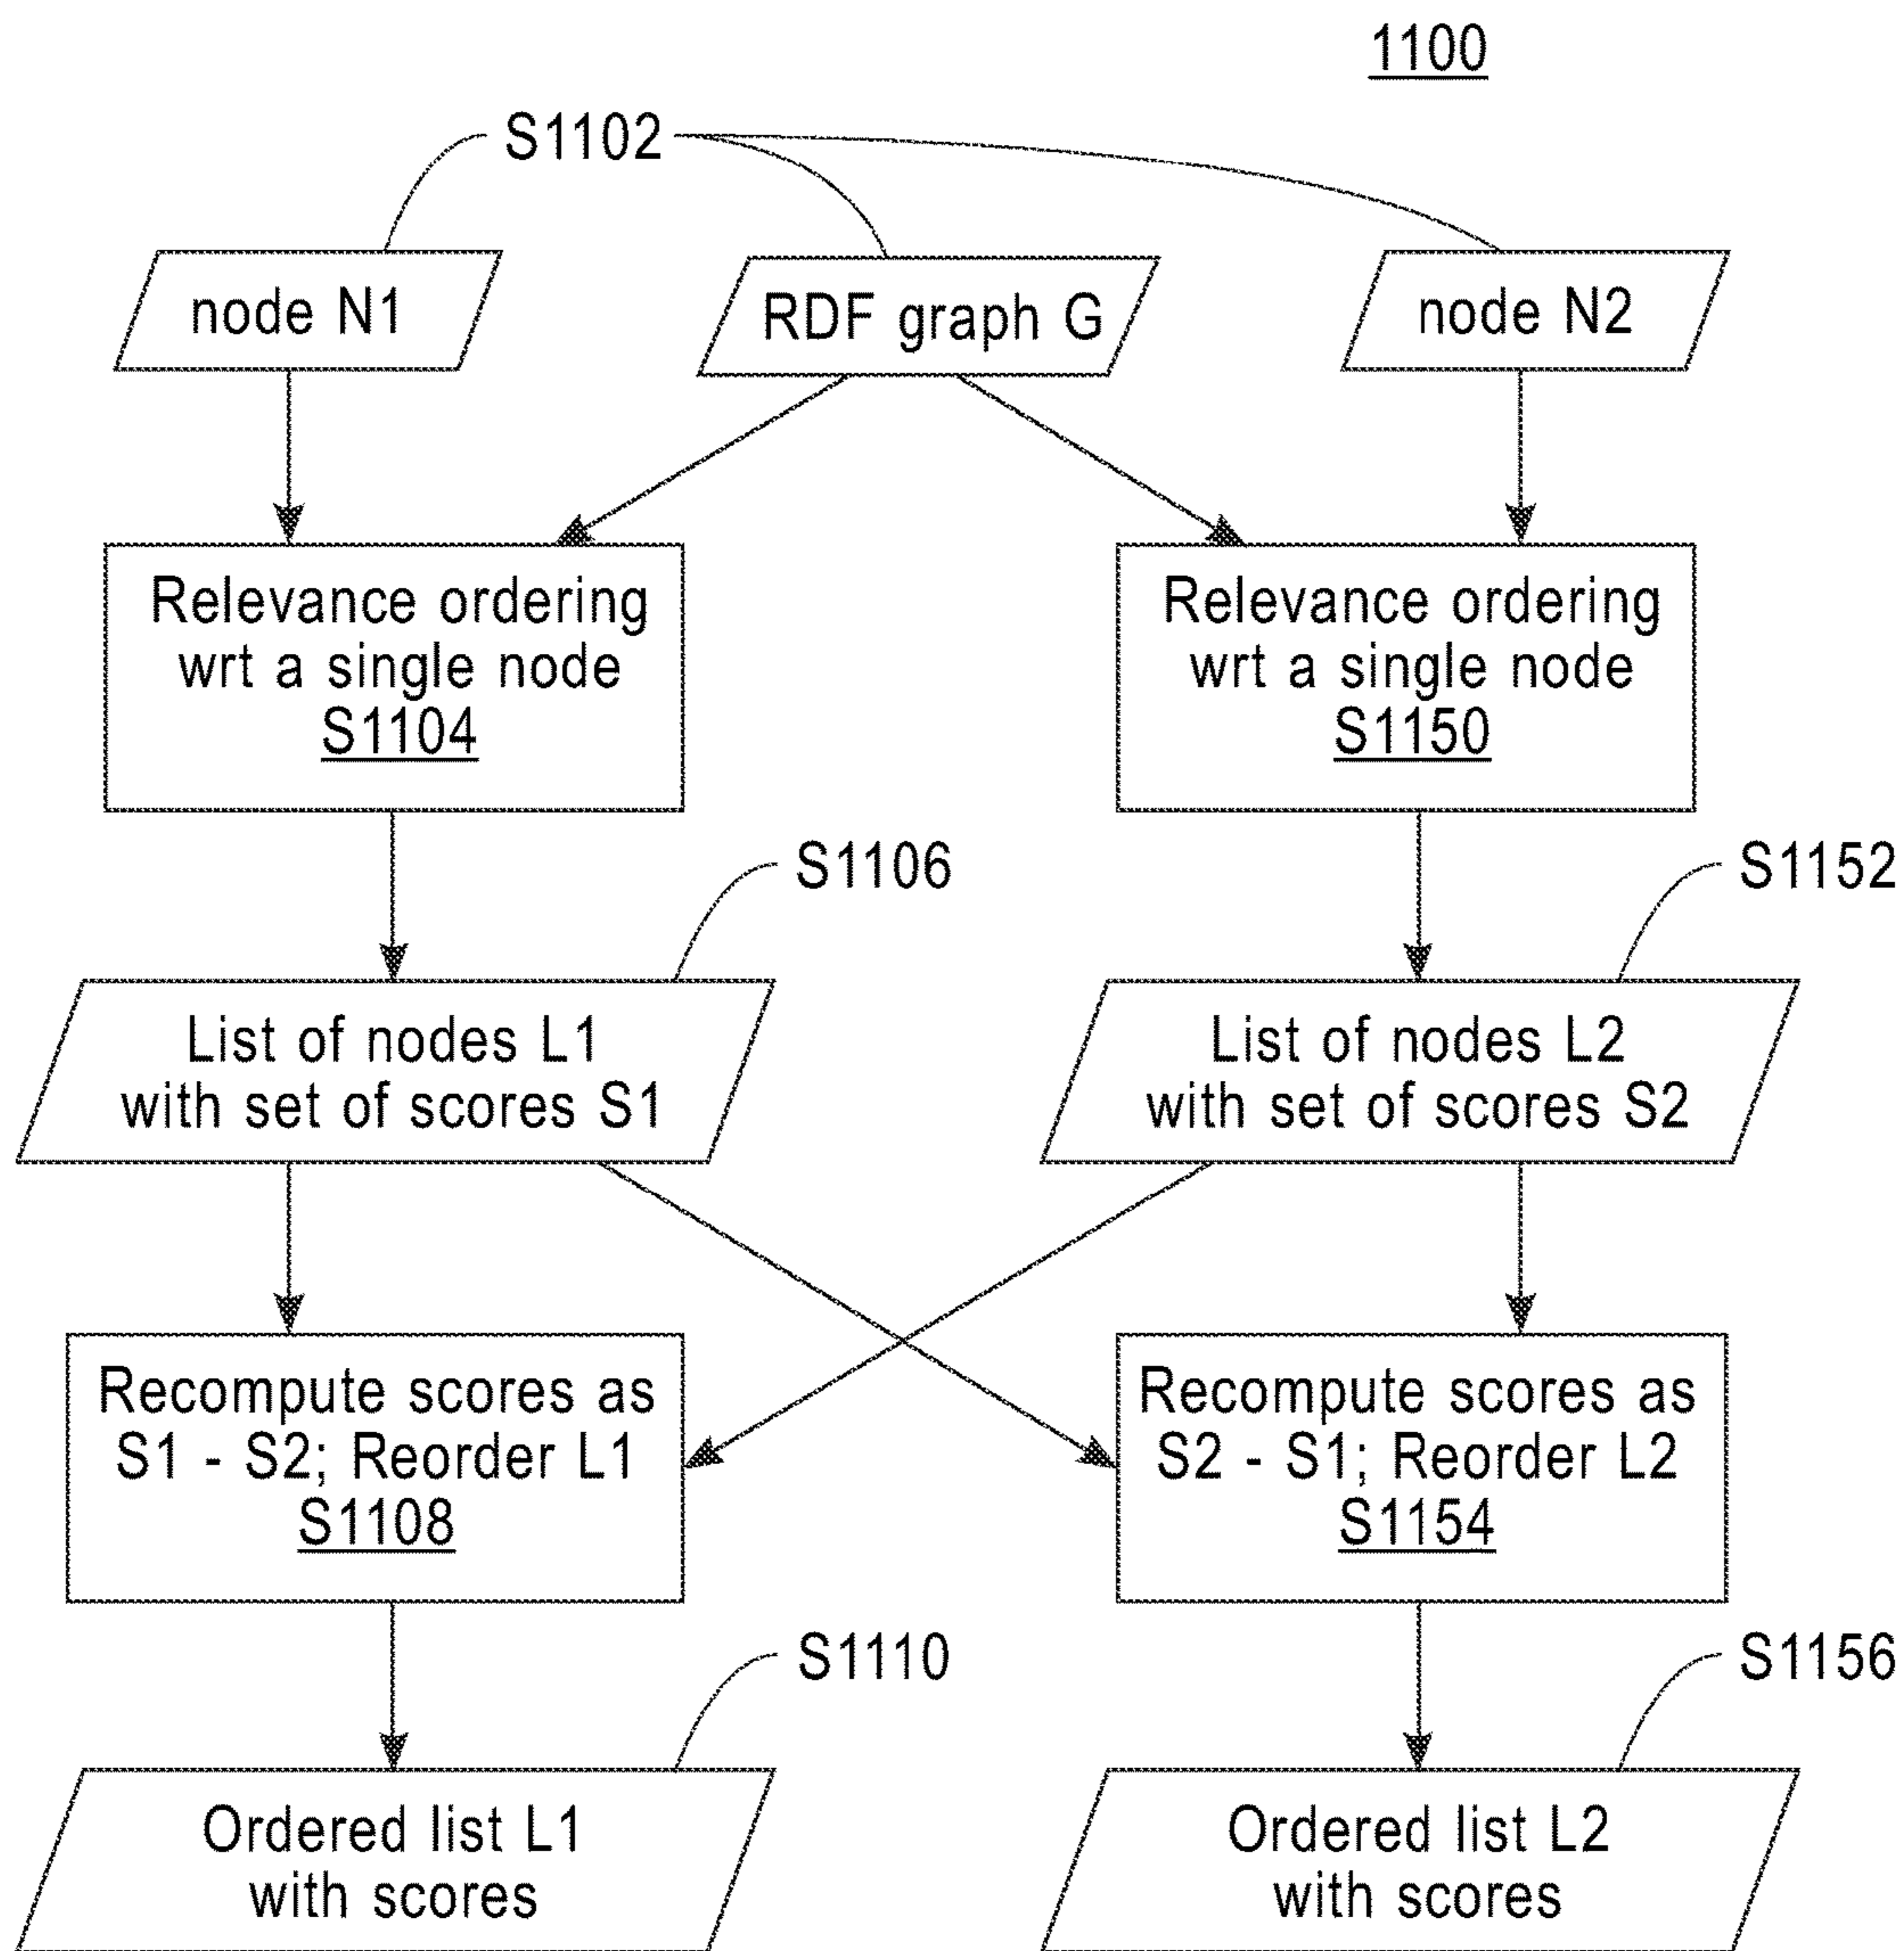 1100
S1102
node N1
RDF graph G
node N2
Relevance ordering
wrt a single node
S1104
Relevance ordering
wrt a single node
S1150
S1106
S1152
List of nodes L1
with set of scores S1
List of nodes L2
with set of scores S2
Recompute scores as
S1 - S2; Reorder L1
S1108
Recompute scores as
S2 - S1; Reorder L2
S1154
S1110
S1156
Ordered list L1
with scores
Ordered list L2
with scores